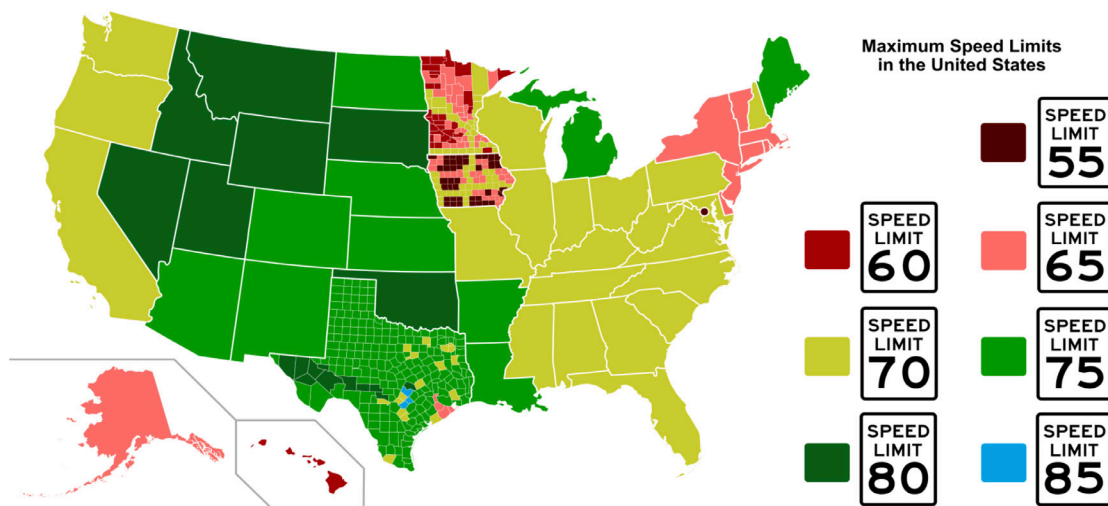 Maximum Speed Limits
in the United States
SPEED
LIMIT
55
SPEED
LIMIT
60
SPEED
LIMIT
65
SPEED
LIMIT
70
SPEED
LIMIT
75
SPEED
LIMIT
80
SPEED
LIMIT
85